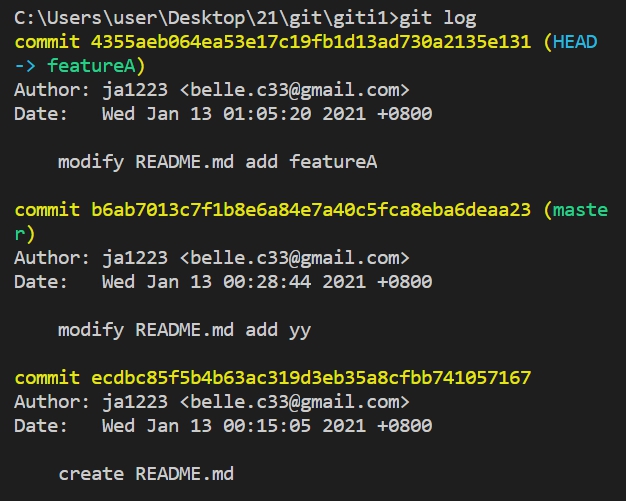 C:\Users\user\Desktop\21\git\giti1>git log
commit 4355aeb064ea53e17c19fb1d13ad730a2135e131 (HEAD
-> featureA)
Author: ja1223 <belle.c33@gmail.com>
Date:   Wed Jan 13 01:05:20 2021 +0800
    modify README.md add featureA
commit b6ab7013c7f1b8e6a84e7a40c5fca8eba6deaa23 (maste
r)
Author: ja1223 <belle.c33@gmail.com>
Date:   Wed Jan 13 00:28:44 2021 +0800
    modify README.md add yy
commit ecdbc85f5b4b63ac319d3eb35a8cfbb741057167
Author: ja1223 <belle.c33@gmail.com>
Date:   Wed Jan 13 00:15:05 2021 +0800
    create README.md